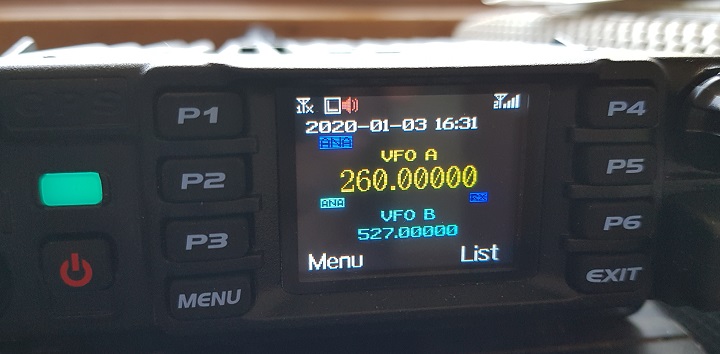 P1
P2
P3
MENU
2020-01-03 16:31
ANA
VFO A
260.00000
ANA
VFO B
527.00000
Menu
List
P4
P5
P6
EXIT